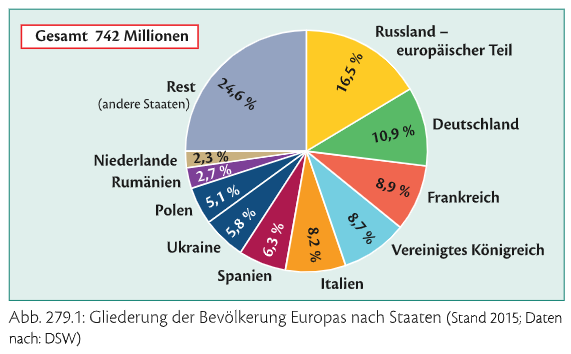 Gesamt 742 Millionen
Russland –
europäischer Teil
16,5 %
Deutschland
10,9 %
Frankreich
8,9 %
Vereinigtes Königreich
8,7 %
Italien
8,2 %
Spanien
6,3 %
Ukraine
5,8 %
Polen
5,1 %
Rumänien
2,7 %
Niederlande
2,3 %
Rest
(andere Staaten)
24,6 %
Abb. 279.1: Gliederung der Bevölkerung Europas nach Staaten (Stand 2015; Daten
nach: DSW)